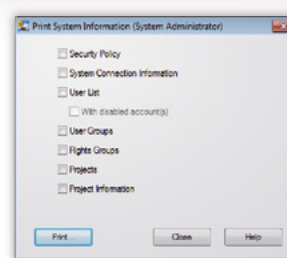 Print System Information (System Administrator)
Security Policy
System Connection Information
User List
With disabled account(s)
User Groups
Rights Groups
Projects
Project Information
Print ...
Close
Help